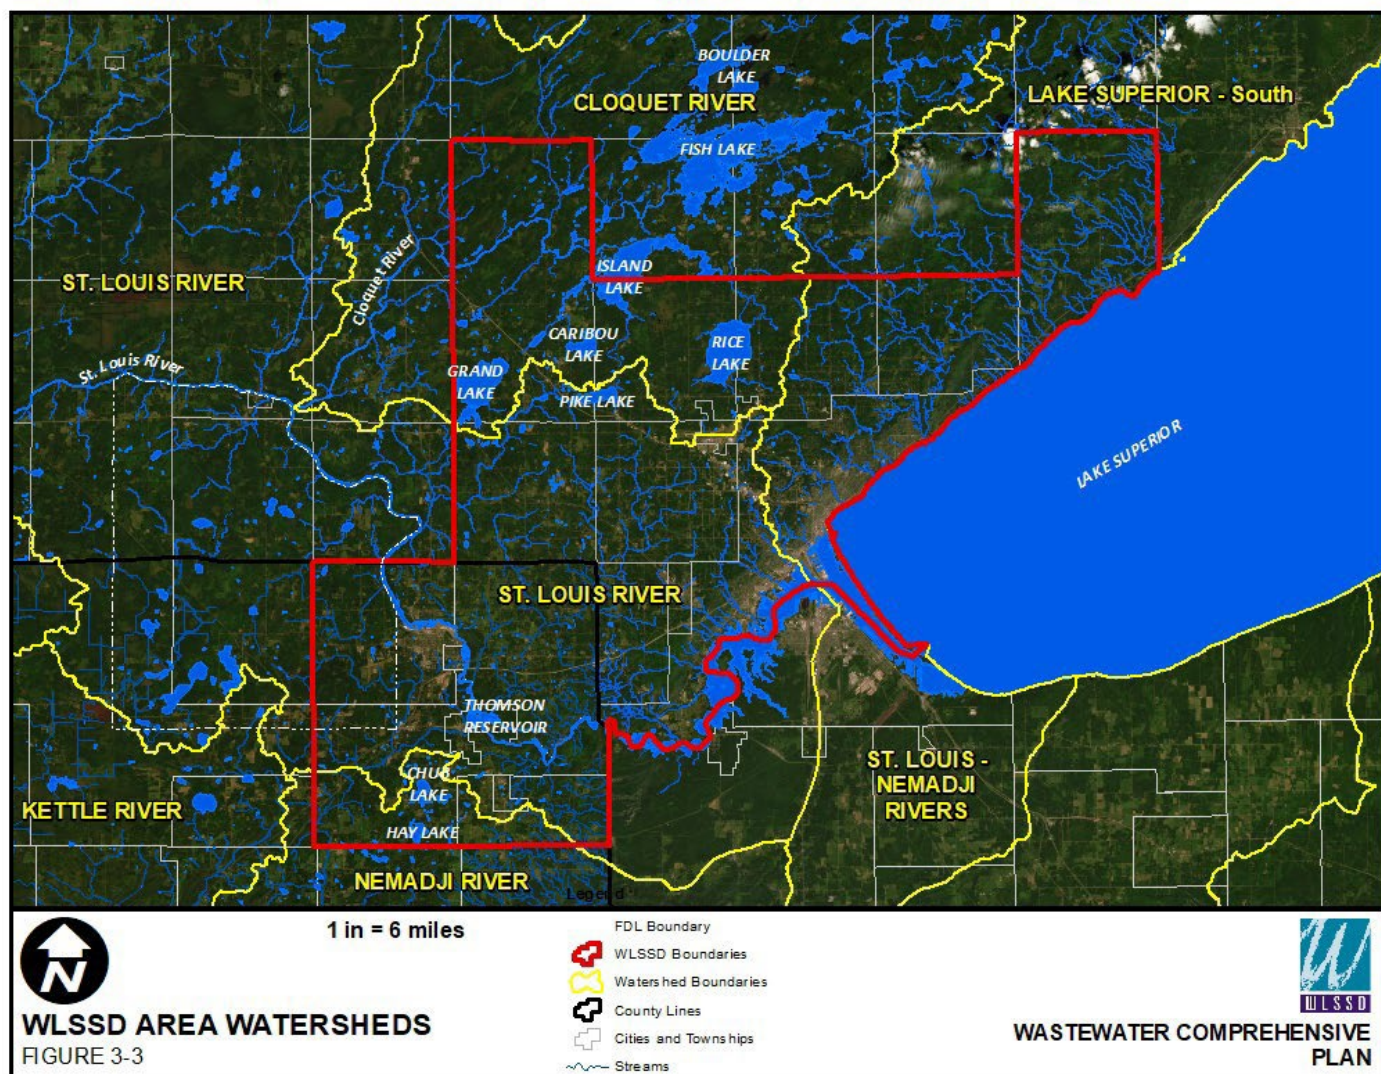 BOULDER
LAKE
CLOQUET RIVER
LAKE SUPERIOR - South
FISH LAKE
Cloquet River
ISLAND
LAKE
ST. LOUIS RIVER
CARIBOU
LAKE
RICE
LAKE
St. Louis River
GRAND
LAKE
PIKE LAKE
LAKE SUPERIOR
ST. LOUIS RIVER
THOMSON
RESERVOIR
ST. LOUIS -
NEMADJI
RIVERS
CHUB
LAKE
KETTLE RIVER
HAY LAKE
NEMADJI RIVER
Legend
1 in = 6 miles
N
WLSSD AREA WATERSHEDS
FIGURE 3-3
FDL Boundary
WLSSD Boundaries
Watershed Boundaries
County Lines
Cities and Townships
Streams
W
WLSSD
WASTEWATER COMPREHENSIVE
PLAN